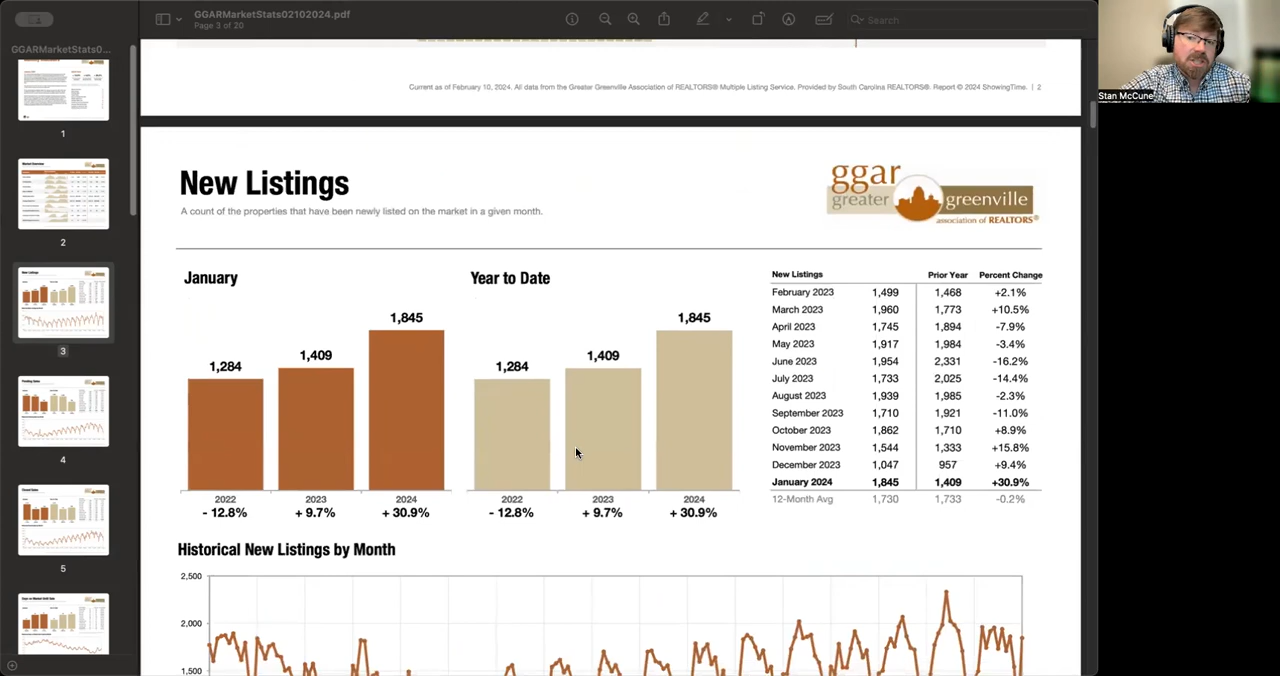 GGARMarketStats02102024.pdf
Page 3 of 20
Search
Stan McCune
GGARMarketStats0...
1
2
3
4
5
Current as of February 10, 2024. All data from the Greater Greenville Association of REALTORS® Multiple Listing Service. Provided by South Carolina REALTORS®. Report © 2024 ShowingTime. | 2
New Listings
A count of the properties that have been newly listed on the market in a given month.
ggar
greater greenville
association of REALTORS®
January
1,284 1,409 1,845
2022 2023 2024
- 12.8% + 9.7% + 30.9%
Year to Date
1,284 1,409 1,845
2022 2023 2024
- 12.8% + 9.7% + 30.9%
New Listings Prior Year Percent Change
February 2023 1,499 1,468 +2.1%
March 2023 1,960 1,773 +10.5%
April 2023 1,745 1,894 -7.9%
May 2023 1,917 1,984 -3.4%
June 2023 1,954 2,331 -16.2%
July 2023 1,733 2,025 -14.4%
August 2023 1,939 1,985 -2.3%
September 2023 1,710 1,921 -11.0%
October 2023 1,862 1,710 +8.9%
November 2023 1,544 1,333 +15.8%
December 2023 1,047 957 +9.4%
January 2024 1,845 1,409 +30.9%
12-Month Avg 1,730 1,733 -0.2%
Historical New Listings by Month
2,500
2,000
1,500